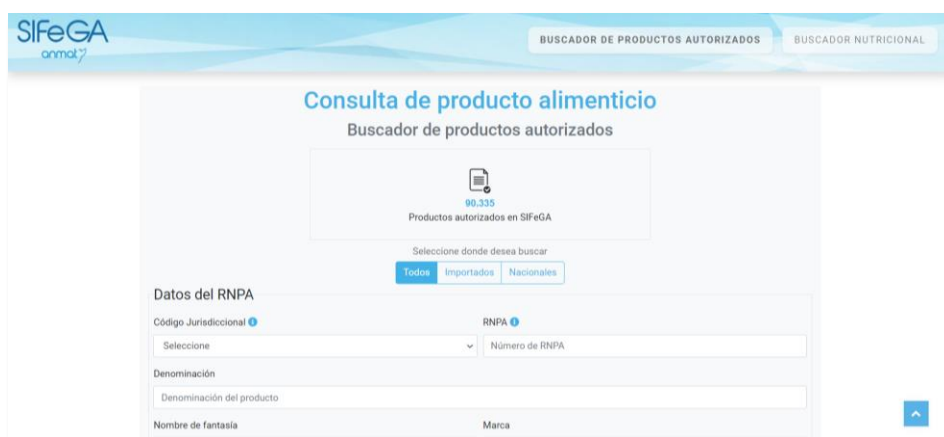 SIFeGA
anmat
BUSCADOR DE PRODUCTOS AUTORIZADOS
BUSCADOR NUTRICIONAL
Consulta de producto alimenticio
Buscador de productos autorizados
90,335
Productos autorizados en SIFeGA
Seleccione donde desea buscar
Todos Importados Nacionales
Datos del RNPA
Código Jurisdiccional RNPA
Seleccione Número de RNPA
Denominación
Denominación del producto
Nombre de fantasía Marca